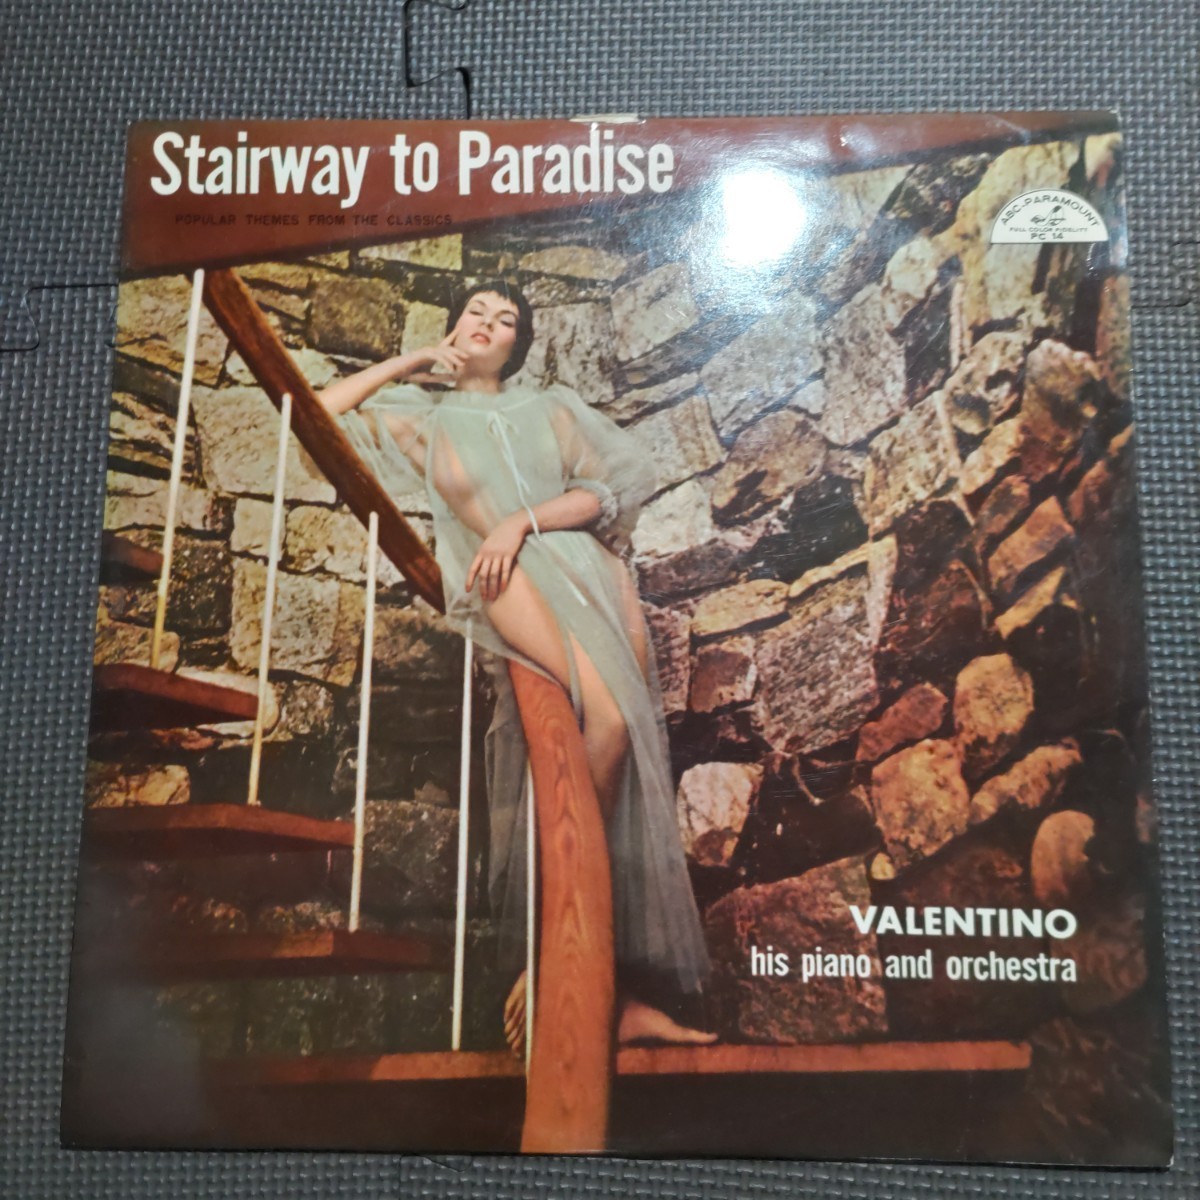 Stairway to Paradise
POPULAR THEMES FROM THE CLASSICS
ABC-PARAMOUNT
FULL COLOR FIDELITY
PC 14
VALENTINO
his piano and orchestra